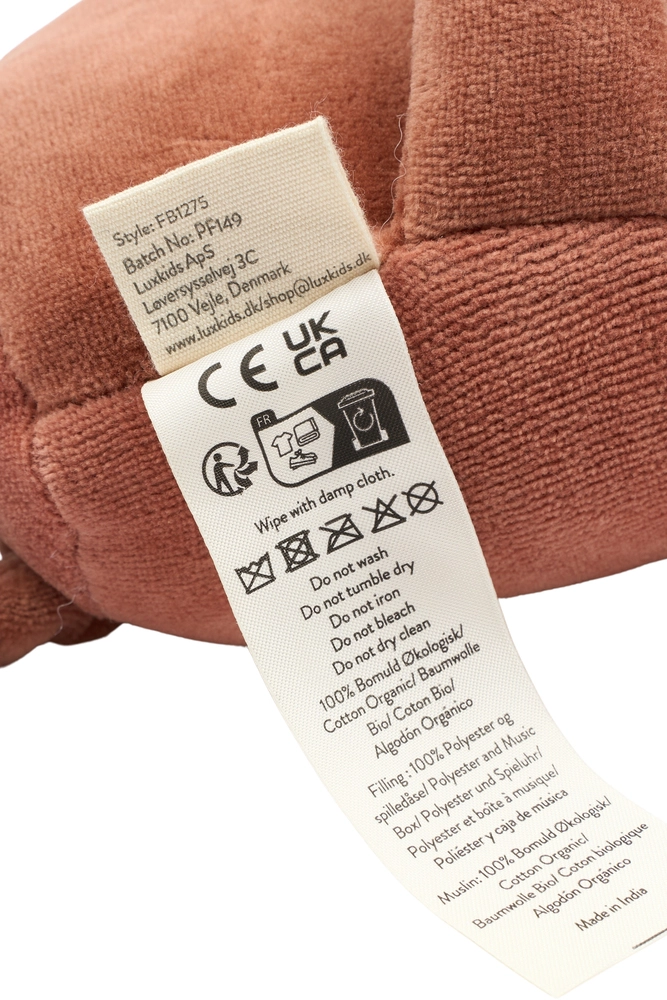 Style: FB1275
Batch No: PF149
Luxkids ApS
Løversysselvej 3C
7100 Vejle, Denmark
www.luxkids.dk/shop@luxkids.dk
CE UK
CA
FR
Wipe with damp cloth.
Do not wash
Do not tumble dry
Do not iron
Do not bleach
Do not dry clean
100% Bomuld Økologisk/
Cotton Organic/ Baumwolle
Bio/ Coton Bio/
Algodón Orgánico
Filling: 100% Polyester og
spilledåse/ Polyester and Music
Box/ Polyester und Spieluhr/
Polyester et boîte à musique/
Poliéster y caja de música
Muslin: 100% Bomuld Økologisk/
Cotton Organic/
Baumwolle Bio/ Coton biologique
Algodón Orgánico
Made in India